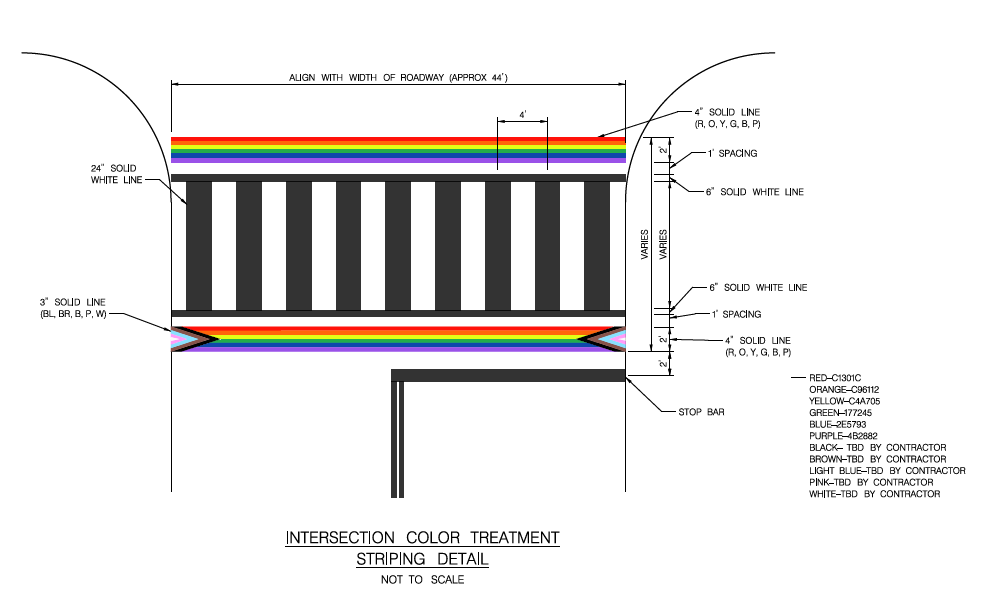 ALIGN WITH WIDTH OF ROADWAY (APPROX 44')
4'
4" SOLID LINE
(R, O, Y, G, B, P)
2'
1' SPACING
24" SOLID
WHITE LINE
6" SOLID WHITE LINE
VARIES
VARIES
6" SOLID WHITE LINE
3" SOLID LINE
(BL, BR, B, P, W)
1' SPACING
2'
4" SOLID LINE
(R, O, Y, G, B, P)
2'
STOP BAR
RED-C1301C
ORANGE-C96112
YELLOW-C4A705
GREEN-177245
BLUE-2E5793
PURPLE-4B2882
BLACK- TBD BY CONTRACTOR
BROWN-TBD BY CONTRACTOR
LIGHT BLUE-TBD BY CONTRACTOR
PINK-TBD BY CONTRACTOR
WHITE-TBD BY CONTRACTOR
INTERSECTION COLOR TREATMENT
STRIPING DETAIL
NOT TO SCALE